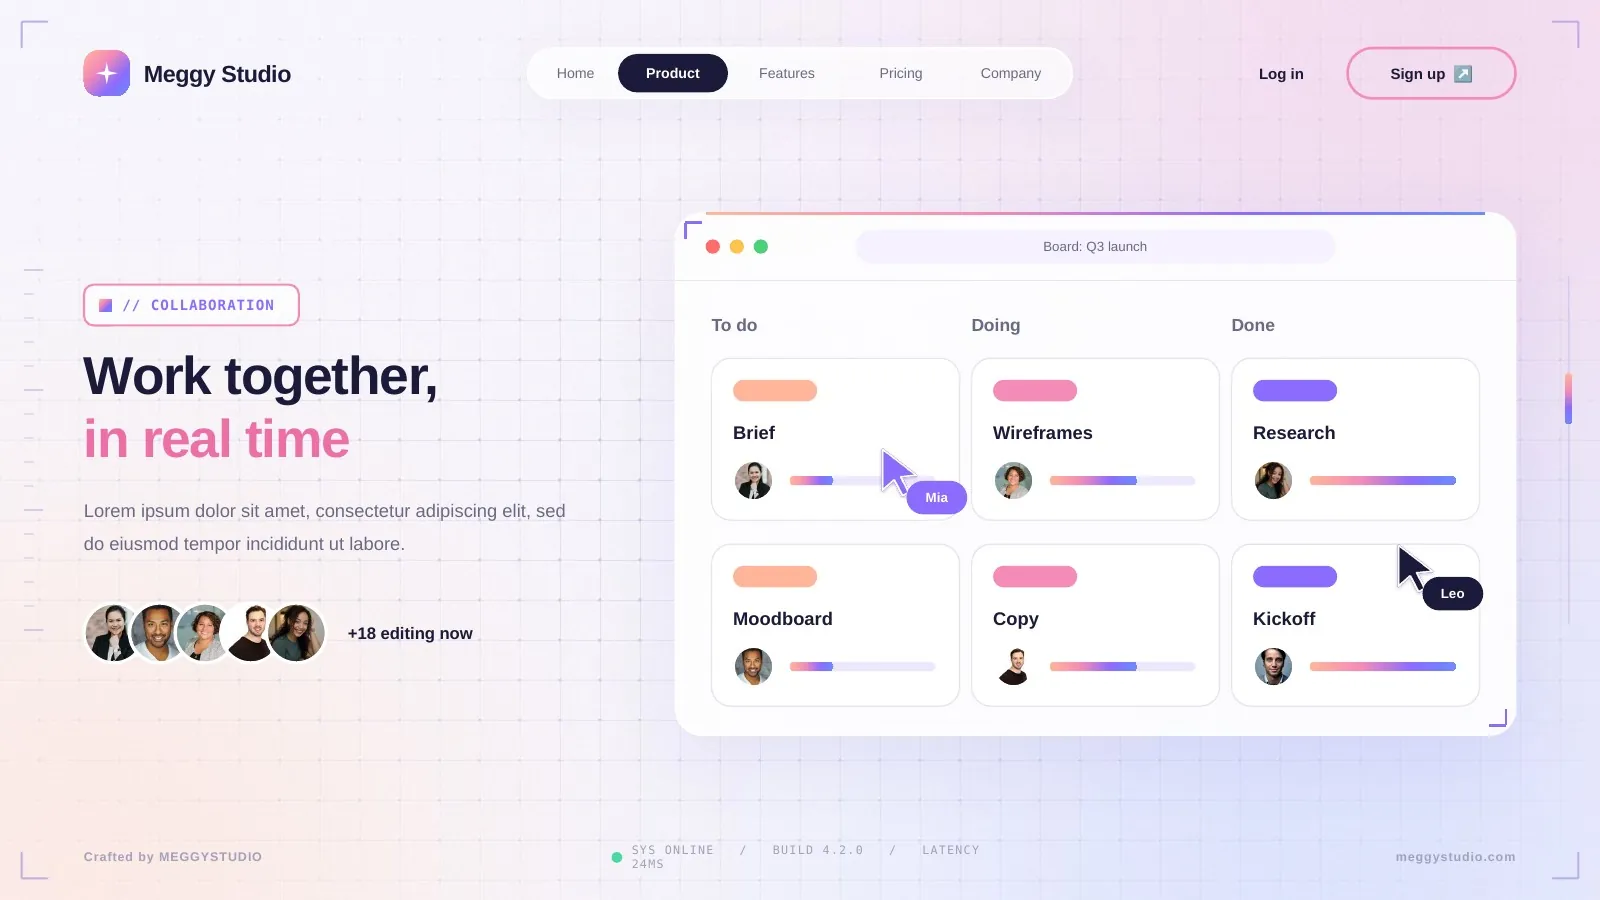 Meggy Studio
Home
Product
Features
Pricing
Company
Log in
Sign up ↗
// COLLABORATION
Work together,
in real time
Lorem ipsum dolor sit amet, consectetur adipiscing elit, sed
do eiusmod tempor incididunt ut labore.
+18 editing now
Board: Q3 launch
To do
Doing
Done
Brief
Wireframes
Research
Mia
Moodboard
Copy
Kickoff
Leo
Crafted by MEGGYSTUDIO
SYS ONLINE / BUILD 4.2.0 / LATENCY
24MS
meggystudio.com